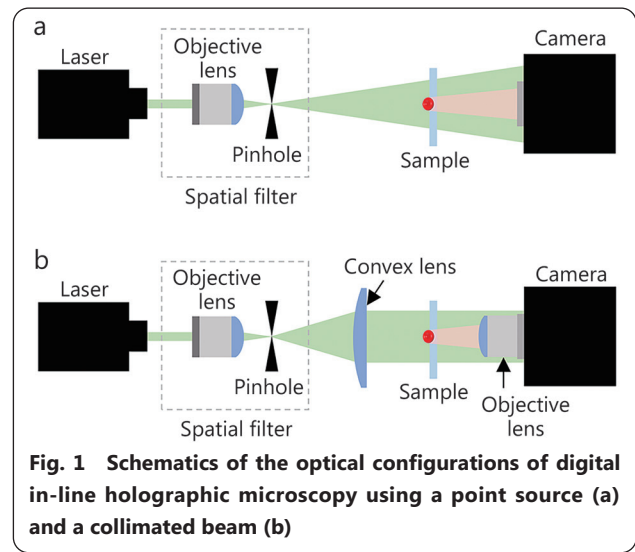 a
Laser
Objective
lens
Pinhole
Spatial filter
Sample
Camera
b
Laser
Objective
lens
Pinhole
Spatial filter
Convex lens
Sample
Objective
lens
Camera
Fig. 1 Schematics of the optical configurations of digital
in-line holographic microscopy using a point source (a)
and a collimated beam (b)